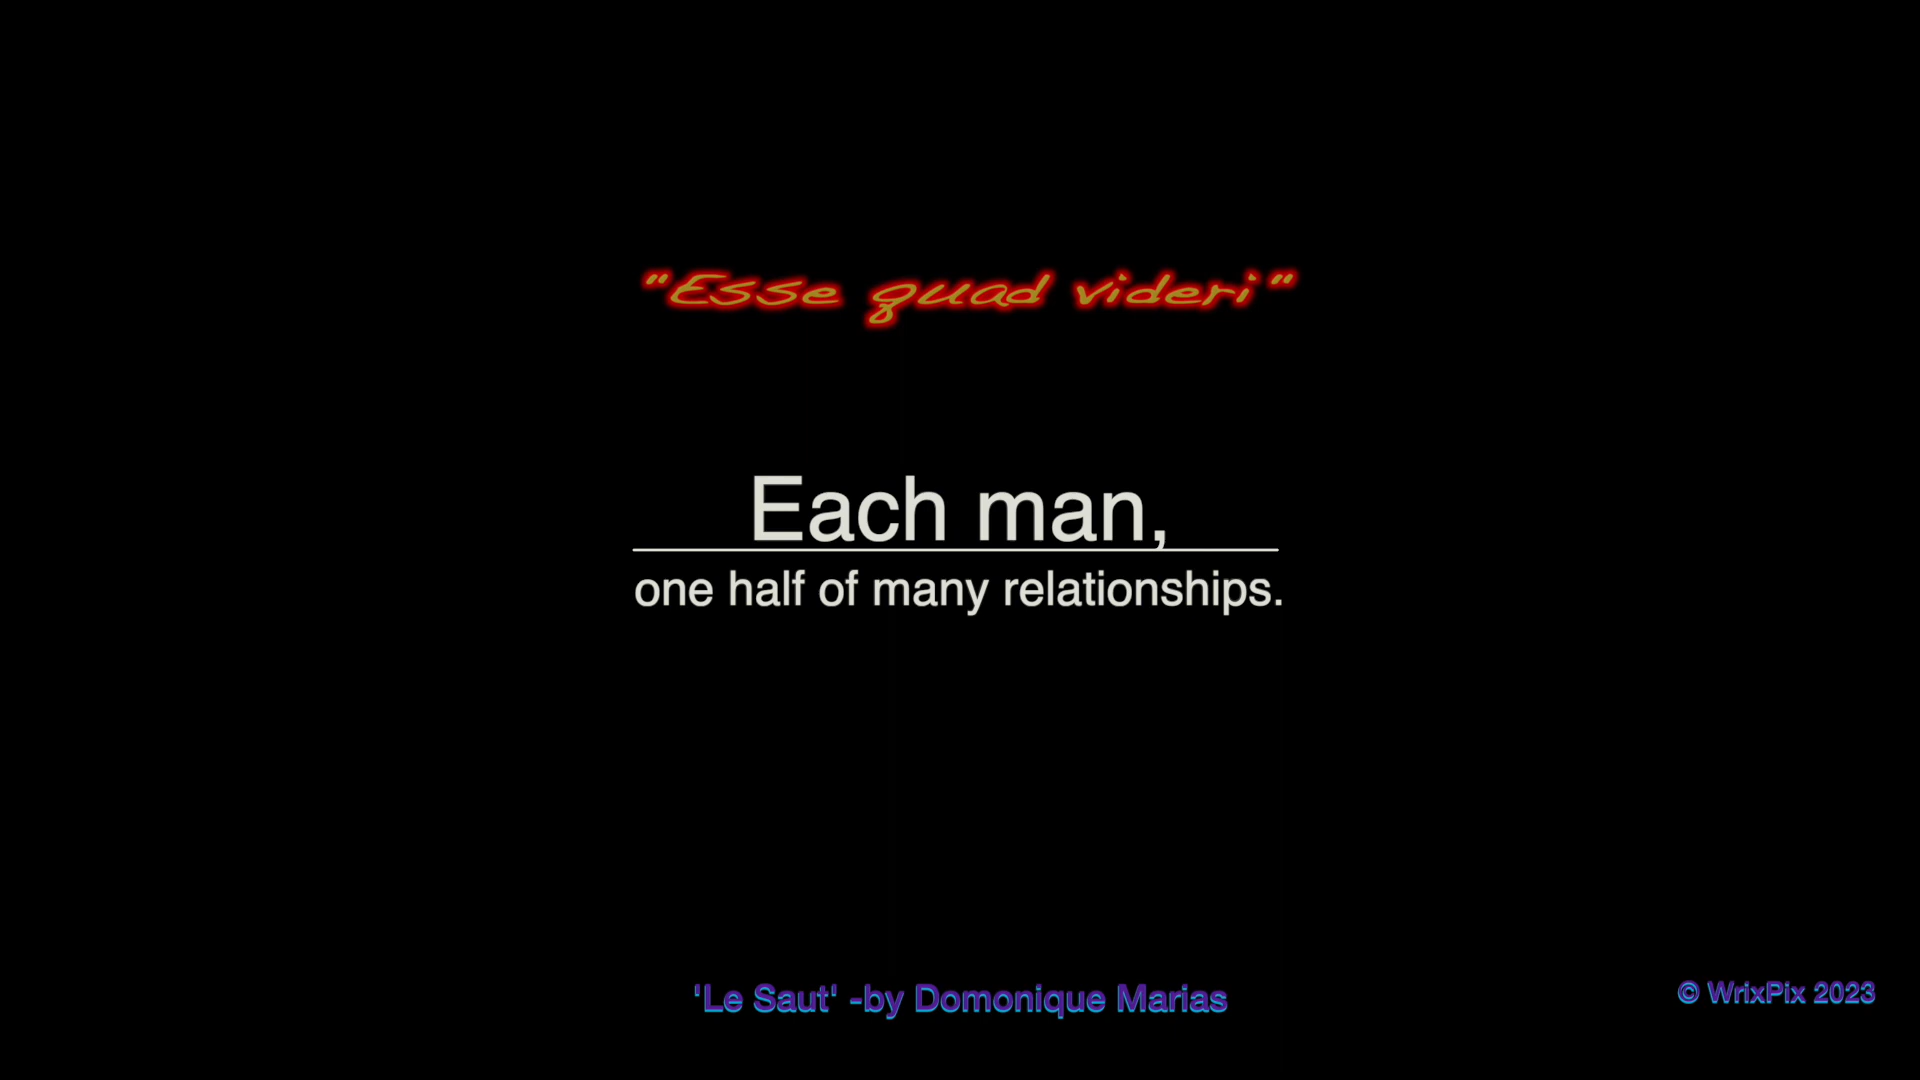 "Esse quad videri"
Each man,
one half of many relationships.
'Le Saut' -by Domonique Marias
© WrixPix 2023